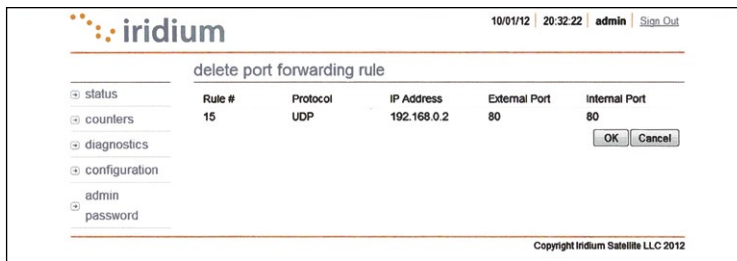 iridium
10/01/12 20:32:22 admin Sign Out
delete port forwarding rule
status
counters
diagnostics
configuration
admin
password
Rule # Protocol IP Address External Port Internal Port
15 UDP 192.168.0.2 80 80
OK Cancel
Copyright Iridium Satellite LLC 2012